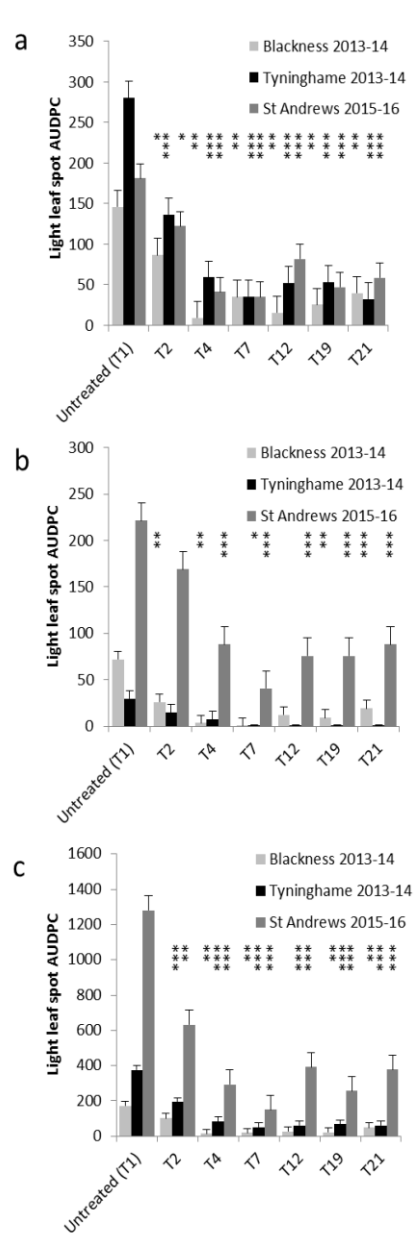 a
Light leaf spot AUDPC
350
300
250
200
150
100
50
0
Blackness 2013-14
Tyninghame 2013-14
St Andrews 2015-16
** *** * ** *** *** ** *** *** ** *** *** ** *** *** ** *** ***
Untreated (T1)
T2
T4
T7
T12
T19
T21
b
Light leaf spot AUDPC
300
250
200
150
100
50
0
Blackness 2013-14
Tyninghame 2013-14
St Andrews 2015-16
** ** *** * *** *** ** *** *** ***
Untreated (T1)
T2
T4
T7
T12
T19
T21
c
Light leaf spot AUDPC
1600
1400
1200
1000
800
600
400
200
0
Blackness 2013-14
Tyninghame 2013-14
St Andrews 2015-16
*** *** ** *** *** ** *** *** *** *** ** *** *** ** *** ***
Untreated (T1)
T2
T4
T7
T12
T19
T21